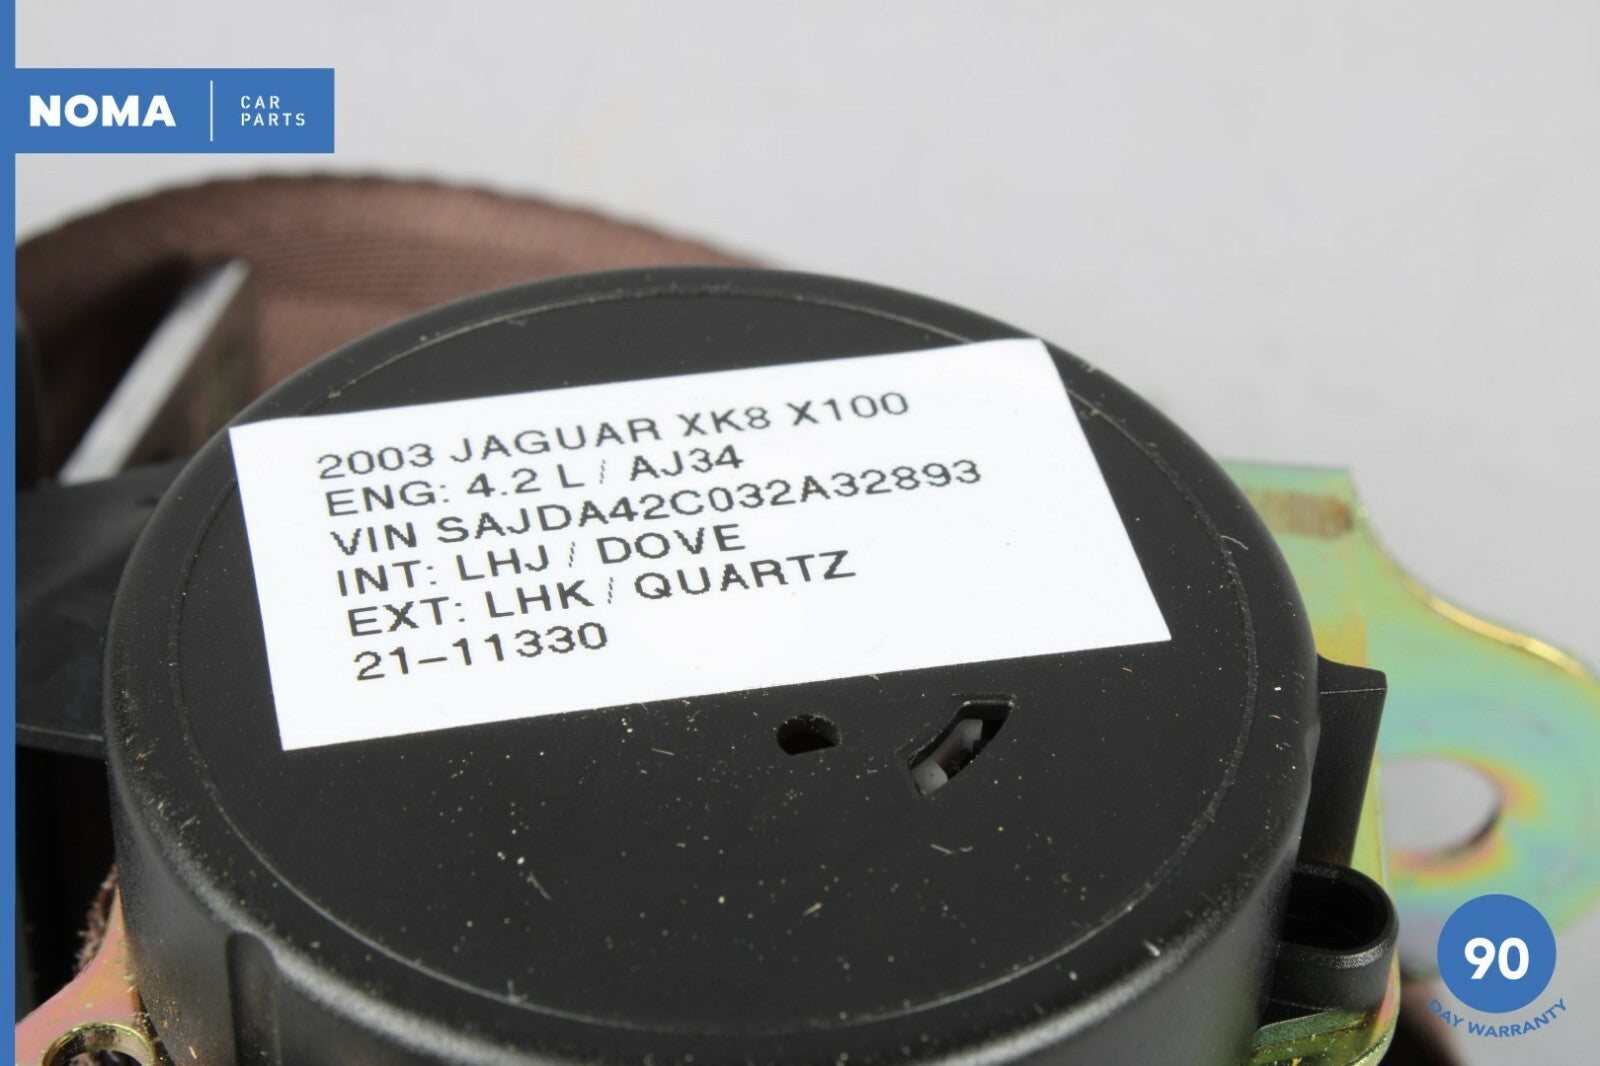 NOMA
CAR
PARTS
2003 JAGUAR XK8 X100
ENG: 4.2 L / AJ34
VIN SAJDA42C032A32893
INT: LHJ / DOVE
EXT: LHK / QUARTZ
21-11330
90
DAY WARRANTY